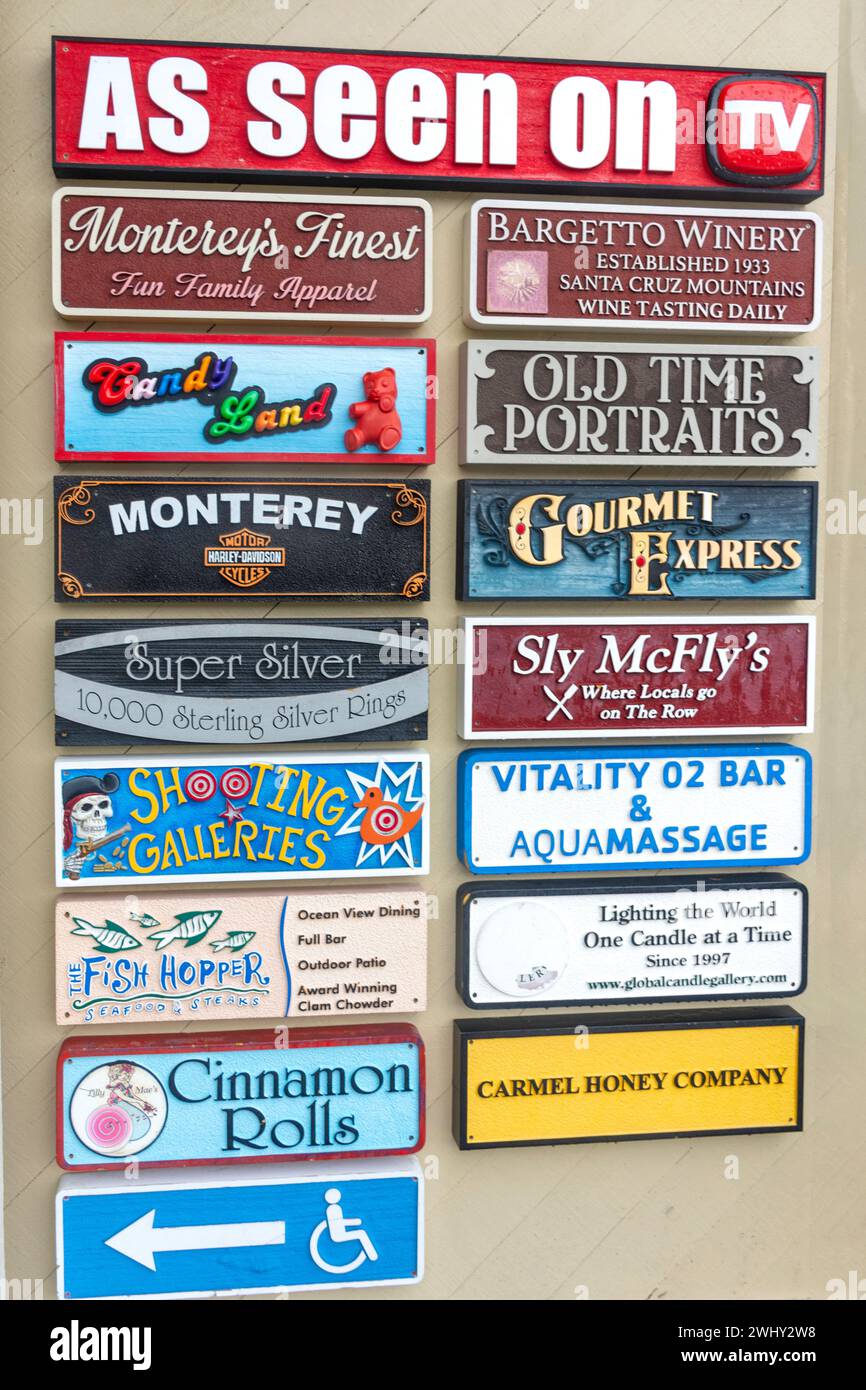 As seen on TV
Monterey's Finest
Fun Family Apparel
BARGETTO WINERY
ESTABLISHED 1933
SANTA CRUZ MOUNTAINS
WINE TASTING DAILY
Candy
Land
OLD TIME
PORTRAITS
MONTEREY
MOTOR
HARLEY-DAVIDSON
CYCLES
GOURMET
EXPRESS
Super Silver
10,000 Sterling Silver Rings
Sly McFly's
Where Locals go
on The Row
SHOOTING
GALLERIES
VITALITY O2 BAR
&
AQUAMASSAGE
THE
FiSH HOPPER
SEAFOOD & STEAKS
Ocean View Dining
Full Bar
Outdoor Patio
Award Winning
Clam Chowder
Lighting the World
One Candle at a Time
Since 1997
www.globalcandlegallery.com
Lilly Mae's
Cinnamon
Rolls
CARMEL HONEY COMPANY
alamy
Image ID: 2WHY2W8
www.alamy.com